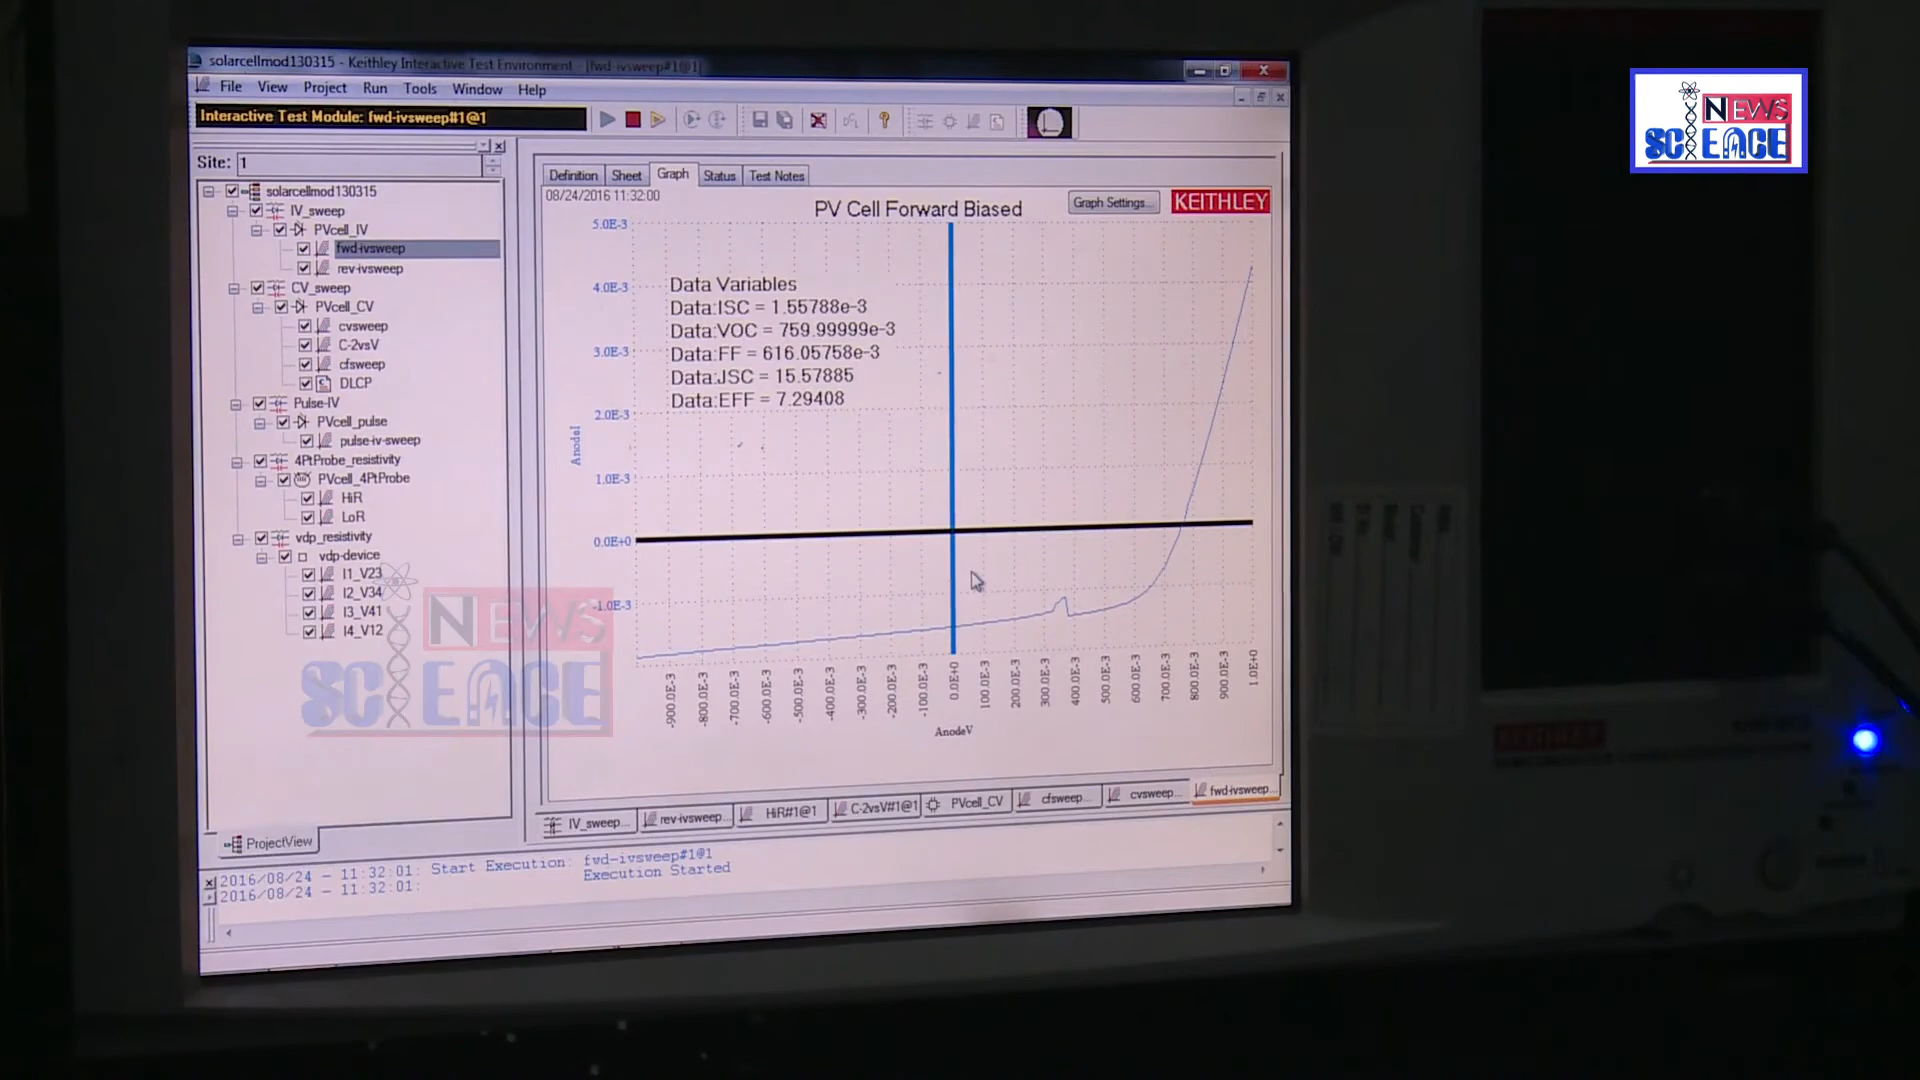 solarcellmod130315 - Keithley Interactive Test Environment - [fwd-ivsweep#1@1]
File View Project Run Tools Window Help
Interactive Test Module: fwd-ivsweep#1@1
Site: 1
solarcellmod130315
IV_sweep
PVcell_IV
fwd-ivsweep
rev-ivsweep
CV_sweep
PVcell_CV
cvsweep
C-2vsV
cfsweep
DLCP
Pulse-IV
PVcell_pulse
pulse-iv-sweep
4PtProbe_resistivity
PVcell_4PtProbe
HiR
LoR
vdp_resistivity
vdp-device
I1_V23
I2_V34
I3_V41
I4_V12
ProjectView
Definition Sheet Graph Status Test Notes
08/24/2016 11:32:00
PV Cell Forward Biased
Graph Settings...
KEITHLEY
Data Variables
Data:ISC = 1.55788e-3
Data:VOC = 759.99999e-3
Data:FF = 616.05758e-3
Data:JSC = 15.57885
Data:EFF = 7.29408
5.0E-3
4.0E-3
3.0E-3
2.0E-3
1.0E-3
0.0E+0
-1.0E-3
AnodeI
-900.0E-3 -800.0E-3 -700.0E-3 -600.0E-3 -500.0E-3 -400.0E-3 -300.0E-3 -200.0E-3 -100.0E-3 0.0E+0 100.0E-3 200.0E-3 300.0E-3 400.0E-3 500.0E-3 600.0E-3 700.0E-3 800.0E-3 900.0E-3 1.0E+0
AnodeV
IV_sweep... rev-ivsweep... HiR#1@1 C-2vsV#1@1 PVcell_CV cfsweep... cvsweep... fwd-ivsweep...
2016/08/24 - 11:32:01: Start Execution: fwd-ivsweep#1@1
2016/08/24 - 11:32:01: Execution Started
NEWS
SCIENCE
NEWS
SCIENCE
KEITHLEY